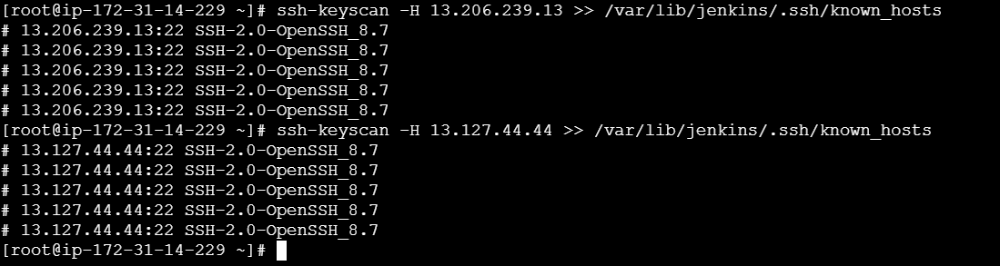 [root@ip-172-31-14-229 ~]# ssh-keyscan -H 13.206.239.13 >> /var/lib/jenkins/.ssh/known_hosts
# 13.206.239.13:22 SSH-2.0-OpenSSH_8.7
# 13.206.239.13:22 SSH-2.0-OpenSSH_8.7
# 13.206.239.13:22 SSH-2.0-OpenSSH_8.7
# 13.206.239.13:22 SSH-2.0-OpenSSH_8.7
# 13.206.239.13:22 SSH-2.0-OpenSSH_8.7
[root@ip-172-31-14-229 ~]# ssh-keyscan -H 13.127.44.44 >> /var/lib/jenkins/.ssh/known_hosts
# 13.127.44.44:22 SSH-2.0-OpenSSH_8.7
# 13.127.44.44:22 SSH-2.0-OpenSSH_8.7
# 13.127.44.44:22 SSH-2.0-OpenSSH_8.7
# 13.127.44.44:22 SSH-2.0-OpenSSH_8.7
# 13.127.44.44:22 SSH-2.0-OpenSSH_8.7
[root@ip-172-31-14-229 ~]#